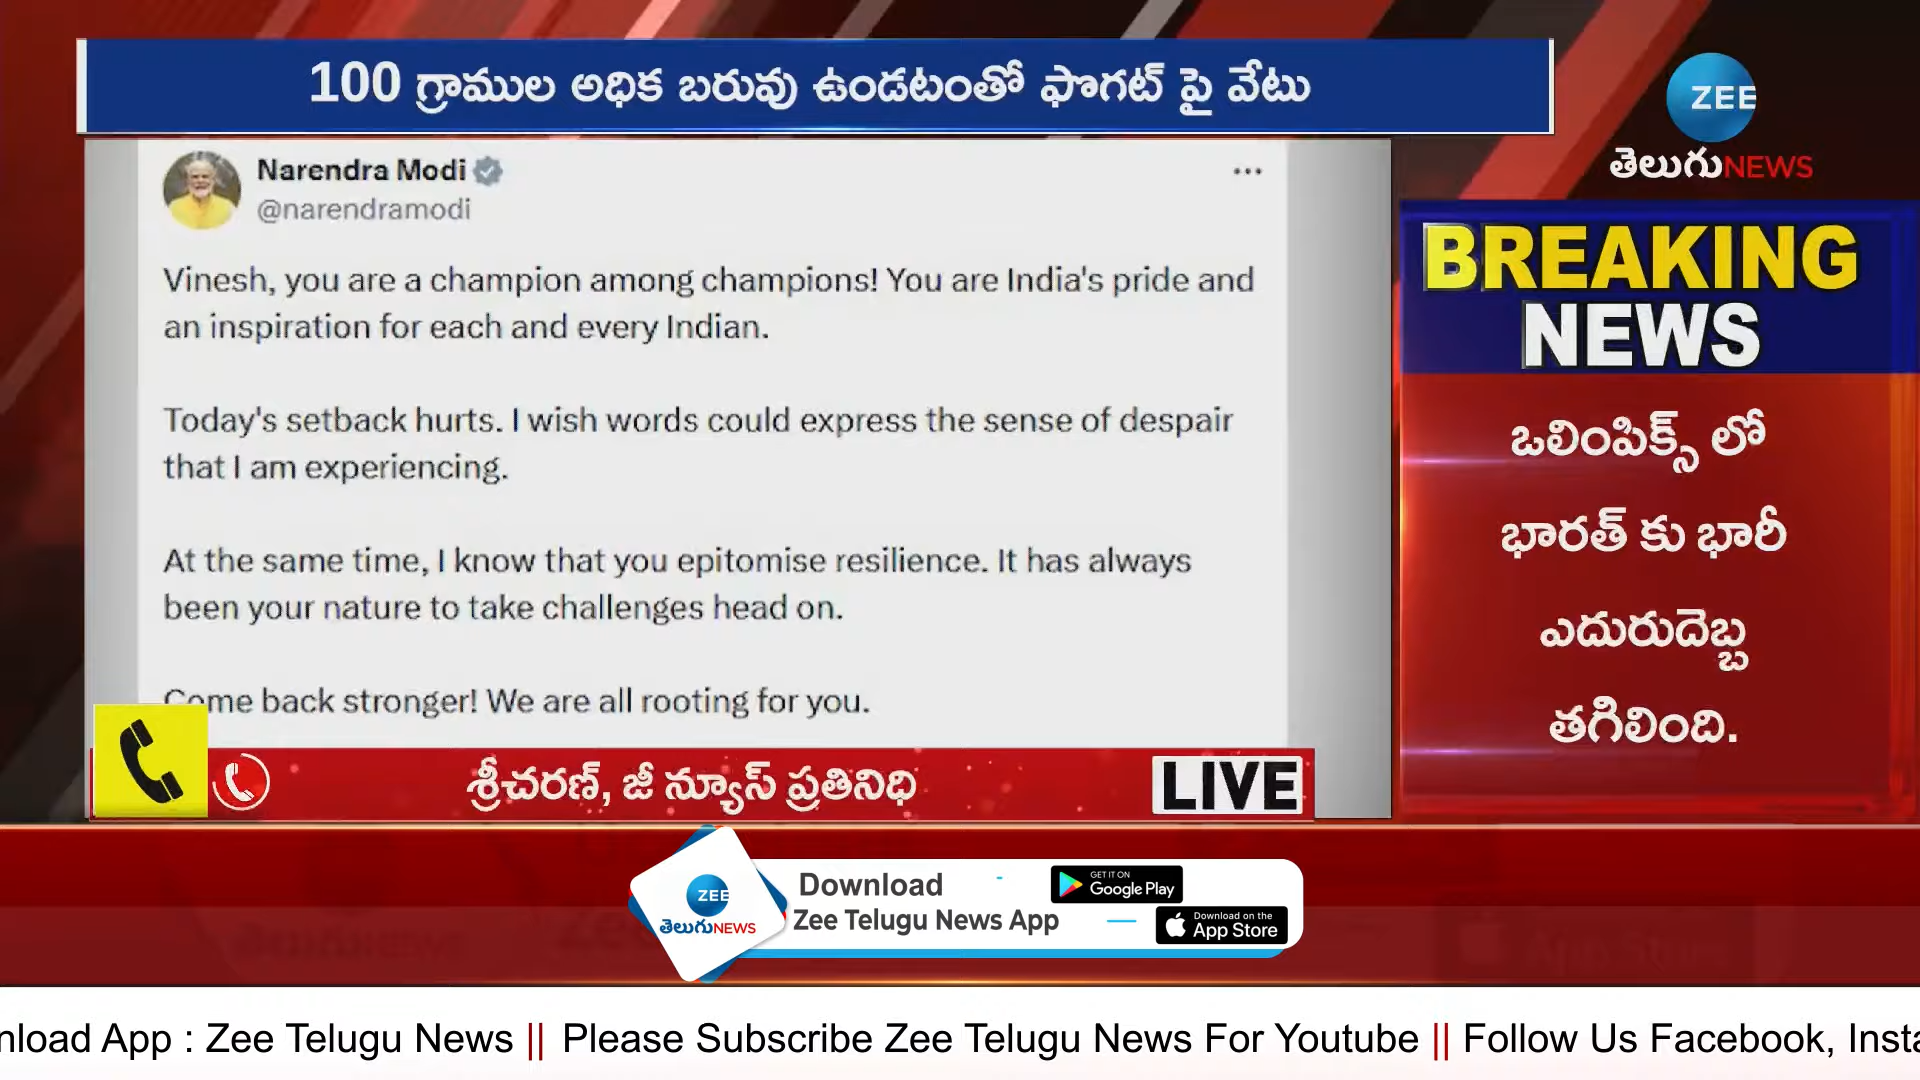 100 గ్రాముల అధిక బరువు ఉండటంతో ఫొగట్ పై వేటు
ZEE
తెలుగు NEWS
Narendra Modi
@narendramodi
Vinesh, you are a champion among champions! You are India's pride and
an inspiration for each and every Indian.
Today's setback hurts. I wish words could express the sense of despair
that I am experiencing.
At the same time, I know that you epitomise resilience. It has always
been your nature to take challenges head on.
Come back stronger! We are all rooting for you.
BREAKING
NEWS
ఒలింపిక్స్ లో
భారత్ కు భారీ
ఎదురుదెబ్బ
తగిలింది.
శ్రీచరణ్, జీ న్యూస్ ప్రతినిధి
LIVE
ZEE
తెలుగు NEWS
Download
Zee Telugu News App
GET IT ON
Google Play
Download on the
App Store
nload App : Zee Telugu News || Please Subscribe Zee Telugu News For Youtube || Follow Us Facebook, Insta